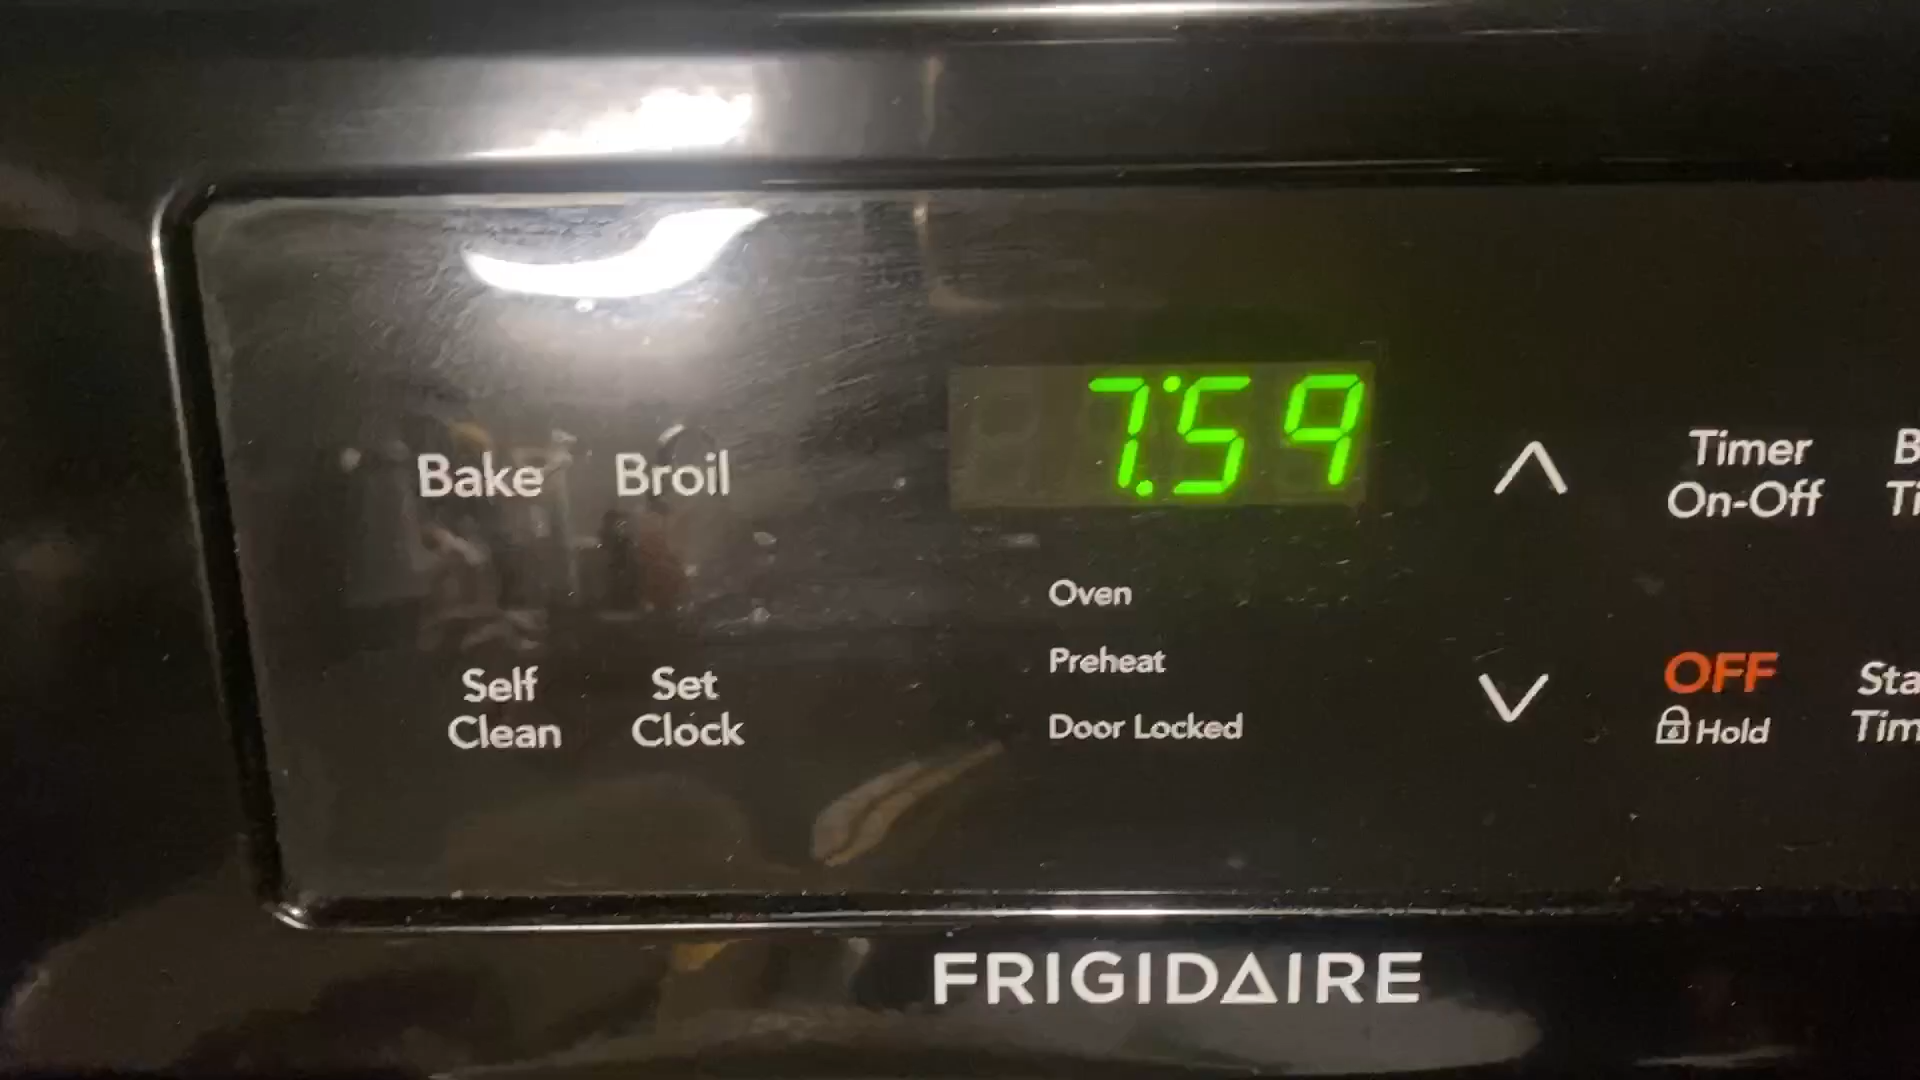 7:59
Bake Broil
Timer
On-Off
Oven
Preheat
Door Locked
Self
Clean
Set
Clock
OFF
Hold
FRIGIDAIRE